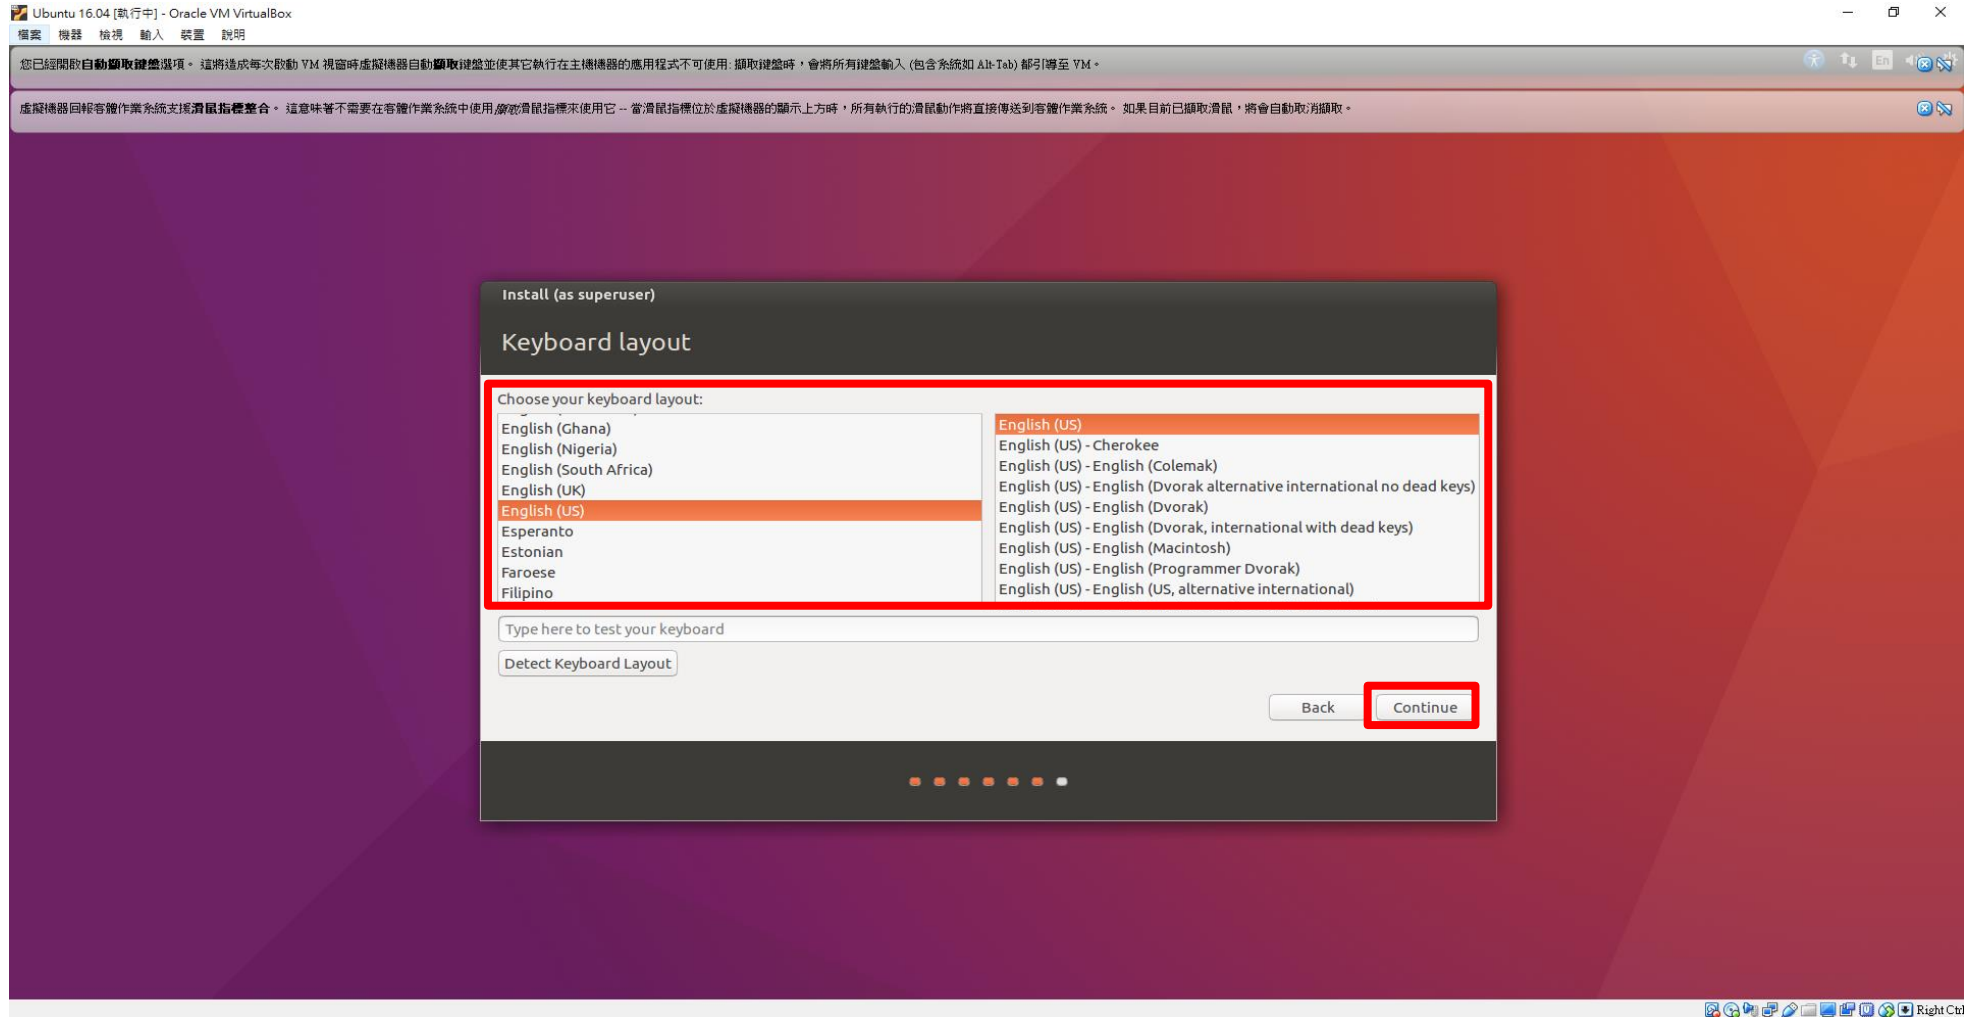 Ubuntu 16.04 [執行中] - Oracle VM VirtualBox
檔案 機器 檢視 輸入 裝置 說明
您已經開啟自動擷取鍵盤選項。 這將造成每次啟動 VM 視窗時虛擬機器自動擷取鍵盤並使其它執行在主機機器的應用程式不可使用: 擷取鍵盤時，會將所有鍵盤輸入 (包含系統如 Alt-Tab) 都引導至 VM。
En
虛擬機器回報客體作業系統支援滑鼠指標整合。 這意味著不需要在客體作業系統中使用擷取滑鼠指標來使用它 -- 當滑鼠指標位於虛擬機器的顯示上方時，所有執行的滑鼠動作將直接傳送到客體作業系統。 如果目前已擷取滑鼠，將會自動取消擷取。
Install (as superuser)
Keyboard layout
Choose your keyboard layout:
English (Ghana)
English (Nigeria)
English (South Africa)
English (UK)
English (US)
Esperanto
Estonian
Faroese
Filipino
English (US)
English (US) - Cherokee
English (US) - English (Colemak)
English (US) - English (Dvorak alternative international no dead keys)
English (US) - English (Dvorak)
English (US) - English (Dvorak, international with dead keys)
English (US) - English (Macintosh)
English (US) - English (Programmer Dvorak)
English (US) - English (US, alternative international)
Type here to test your keyboard
Detect Keyboard Layout
Back Continue
Right Ctrl